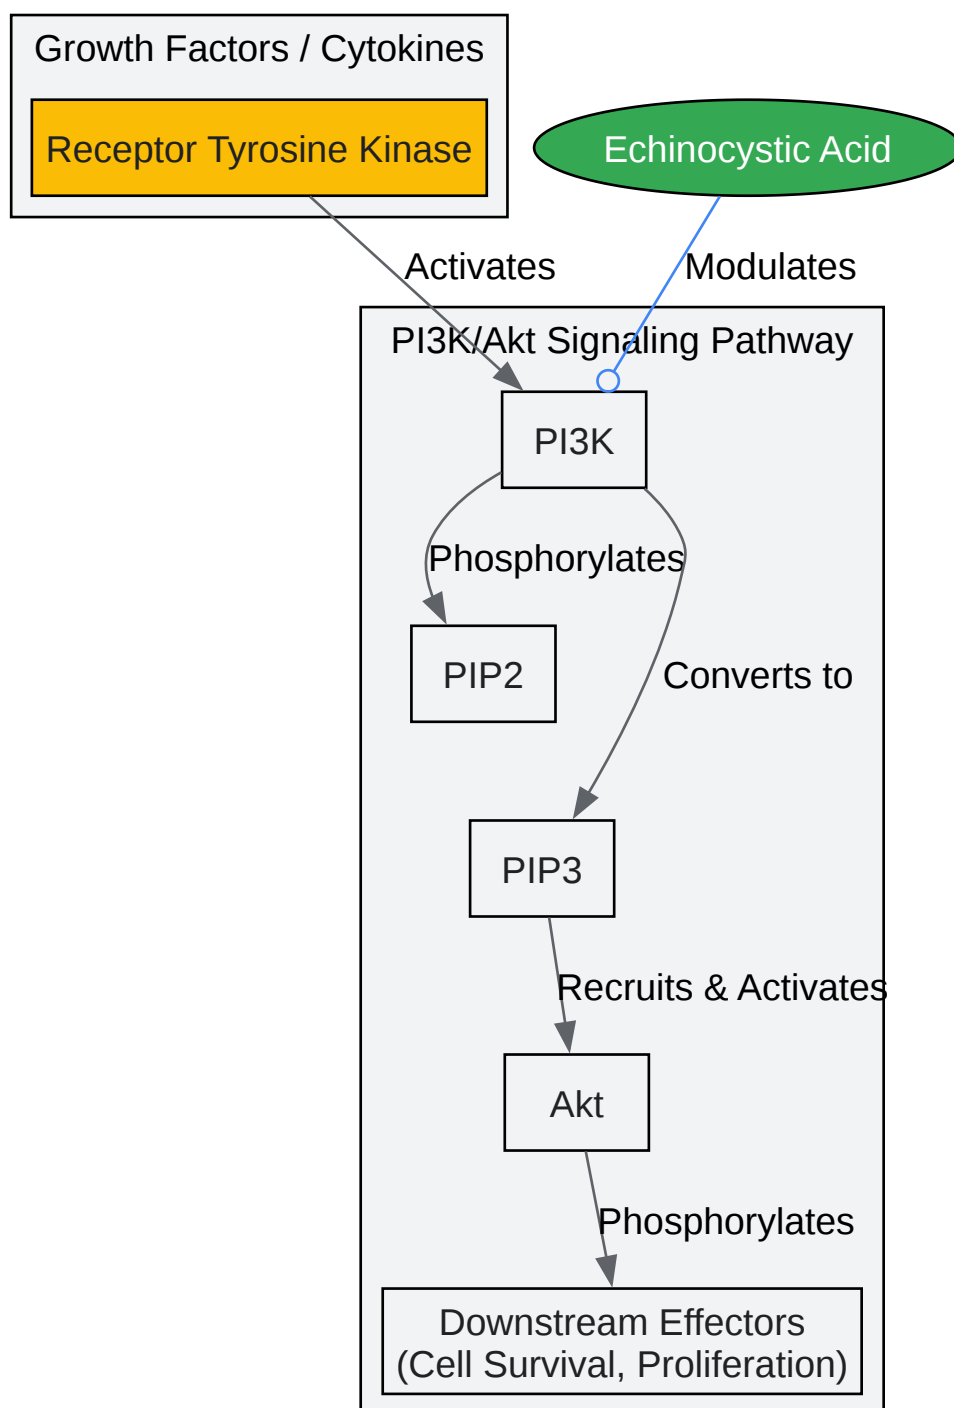 Growth Factors / Cytokines
Receptor Tyrosine Kinase
Echinocystic Acid
Activates
Modulates
PI3K/Akt Signaling Pathway
PI3K
Phosphorylates
PIP2
Converts to
PIP3
Recruits & Activates
Akt
Phosphorylates
Downstream Effectors
(Cell Survival, Proliferation)